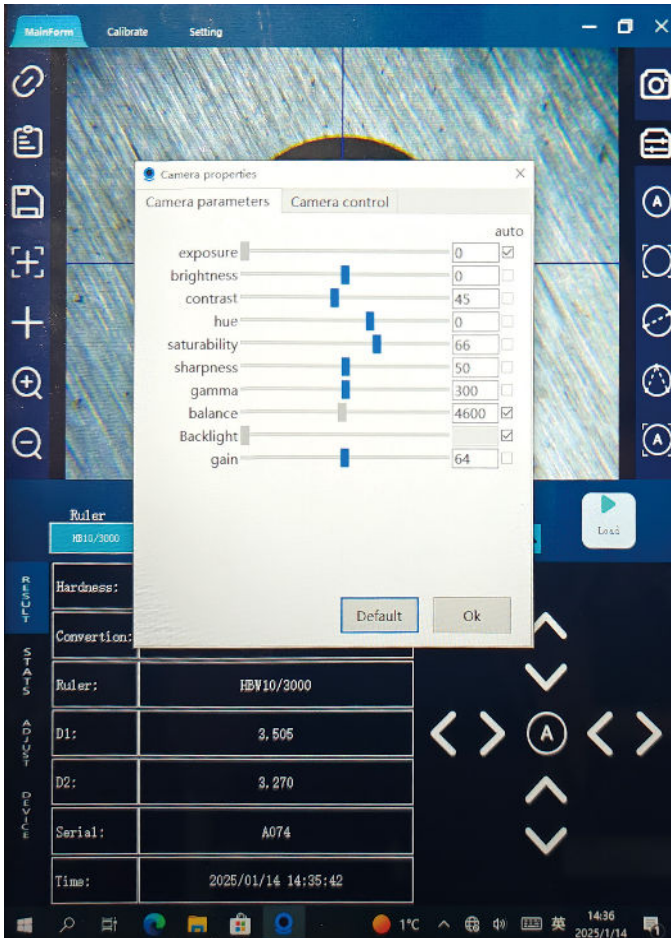 MainForm Calibrate Setting
Camera properties
Camera parameters Camera control
auto
exposure 0
brightness 0
contrast 45
hue 0
saturability 66
sharpness 50
gamma 300
balance 4600
Backlight
gain 64
Default Ok
Ruler
HB10/3000
Load
RESULT
STATS
ADJUST
DEVICE
Hardness:
Convertion:
Ruler: HBW10/3000
D1: 3,505
D2: 3,270
Serial: A074
Time: 2025/01/14 14:35:42
A
A
A
1°C 英 14:36
2025/1/14